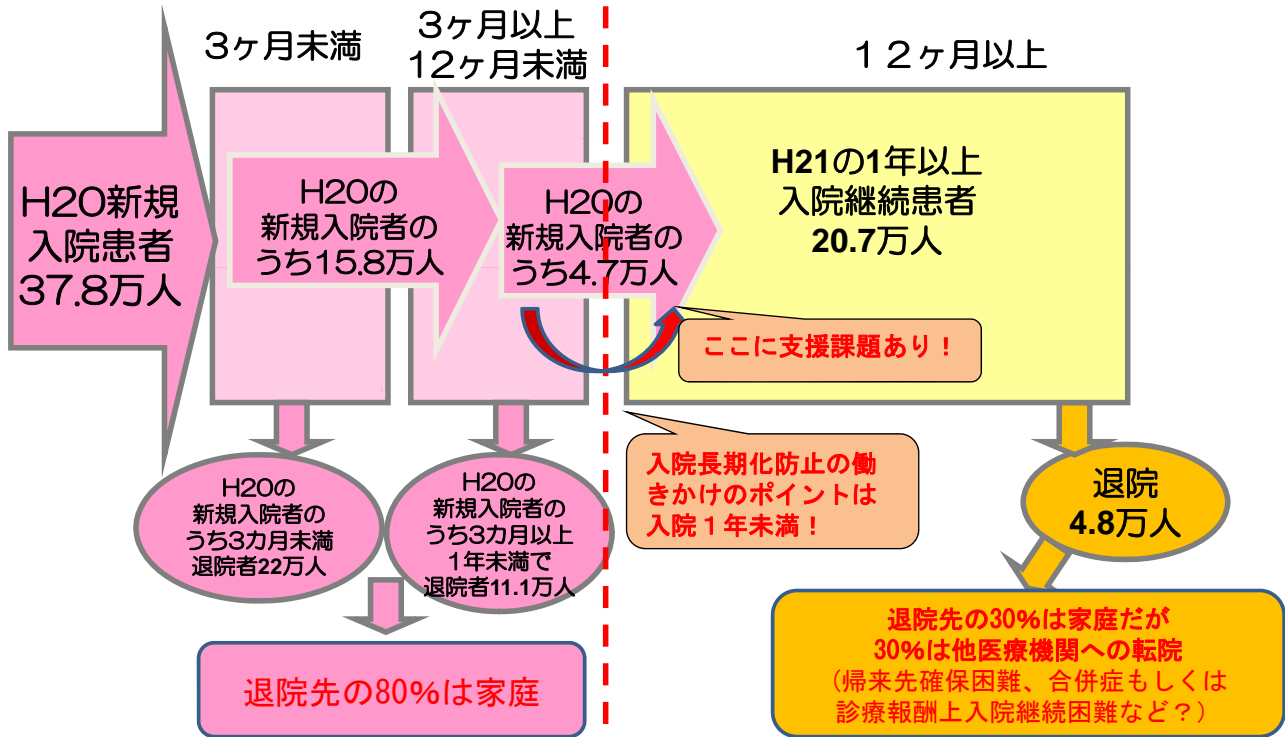 3ヶ月未満
3ヶ月以上
12ヶ月未満
１２ヶ月以上
H20新規
入院患者
37.8万人
H20の
新規入院者の
うち15.8万人
H20の
新規入院者の
うち4.7万人
H21の1年以上
入院継続患者
20.7万人
ここに支援課題あり！
入院長期化防止の働
きかけのポイントは
入院１年未満！
H20の
新規入院者の
うち3カ月未満
退院者22万人
H20の
新規入院者の
うち3カ月以上
1年未満で
退院者11.1万人
退院
4.8万人
退院先の80%は家庭
退院先の30%は家庭だが
30%は他医療機関への転院
（帰来先確保困難、合併症もしくは
診療報酬上入院継続困難など？）